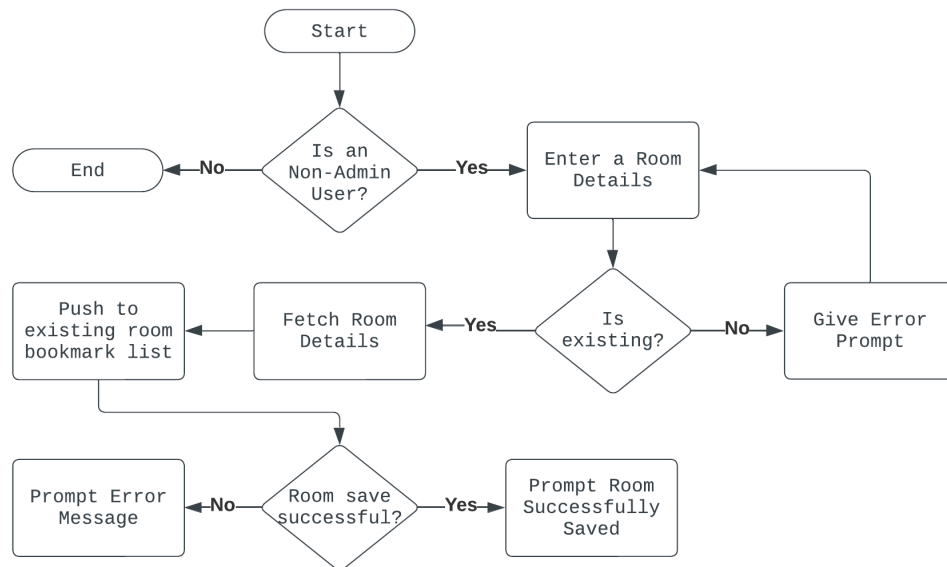 Start
Is an
Non-Admin
User?
No
End
Yes
Enter a Room
Details
Is
existing?
No
Give Error
Prompt
Yes
Fetch Room
Details
Push to
existing room
bookmark list
Room save
successful?
No
Prompt Error
Message
Yes
Prompt Room
Successfully
Saved